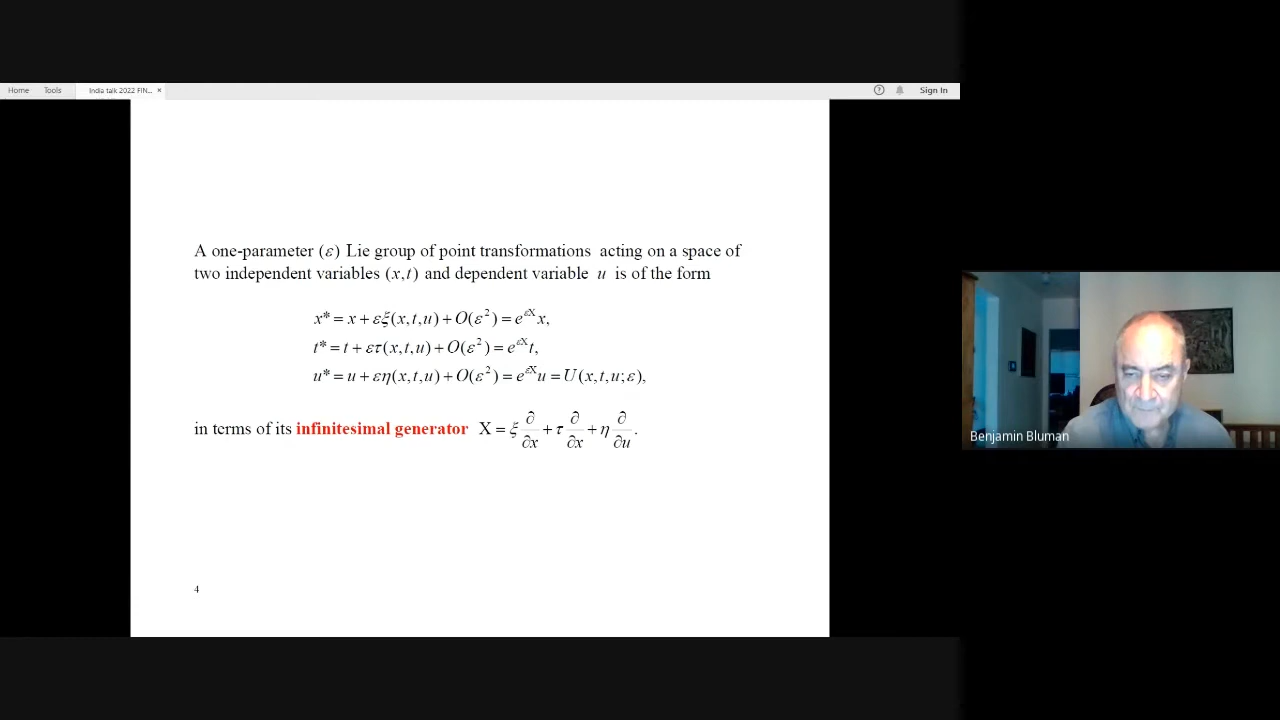 Home Tools India talk 2022 FIN... × ? Sign In
A one-parameter (ε) Lie group of point transformations acting on a space of
two independent variables (x,t) and dependent variable u is of the form
x* = x + εξ(x,t,u) + O(ε²) = e^{εX}x,
t* = t + ετ(x,t,u) + O(ε²) = e^{εX}t,
u* = u + εη(x,t,u) + O(ε²) = e^{εX}u = U(x,t,u;ε),
in terms of its infinitesimal generator X = ξ ∂/∂x + τ ∂/∂x + η ∂/∂u.
4
Benjamin Bluman